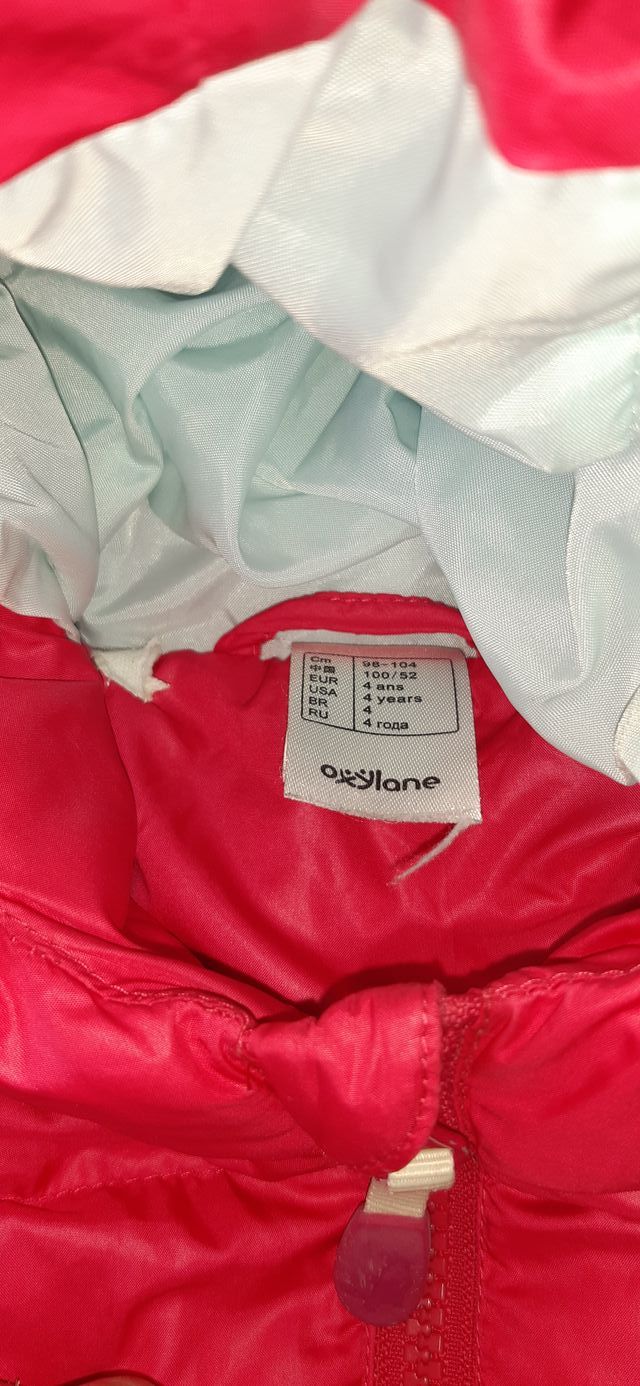 Cm 98-104
中国 100/52
EUR 4 ans
USA 4 years
BR 4
RU 4 года
oxylane